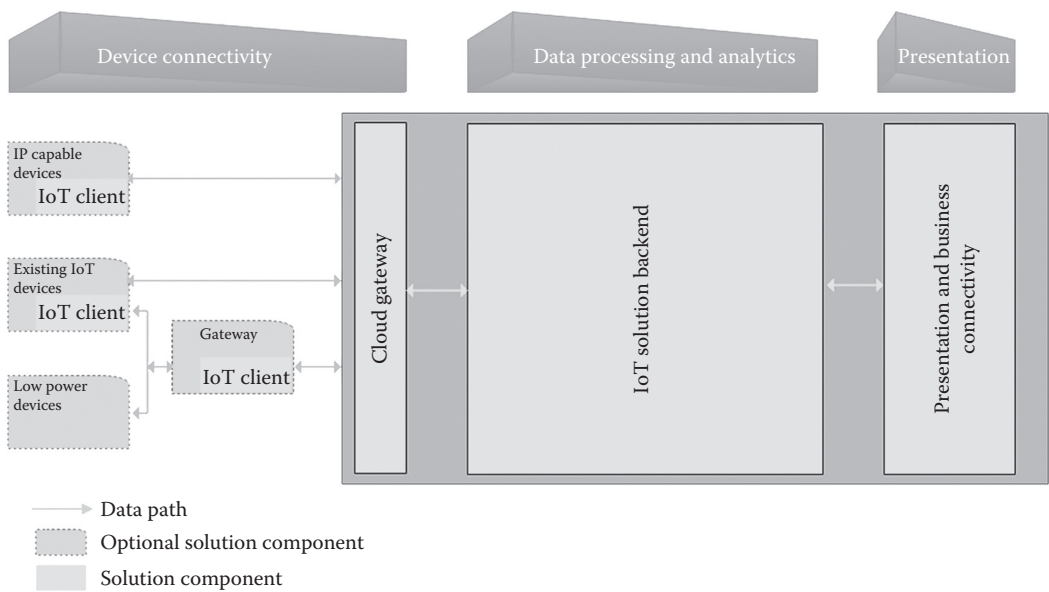 Device connectivity
Data processing and analytics
Presentation
IP capable
devices
IoT client
Existing IoT
devices
IoT client
Gateway
IoT client
Low power
devices
Cloud gateway
IoT solution backend
Presentation and business
connectivity
Data path
Optional solution component
Solution component